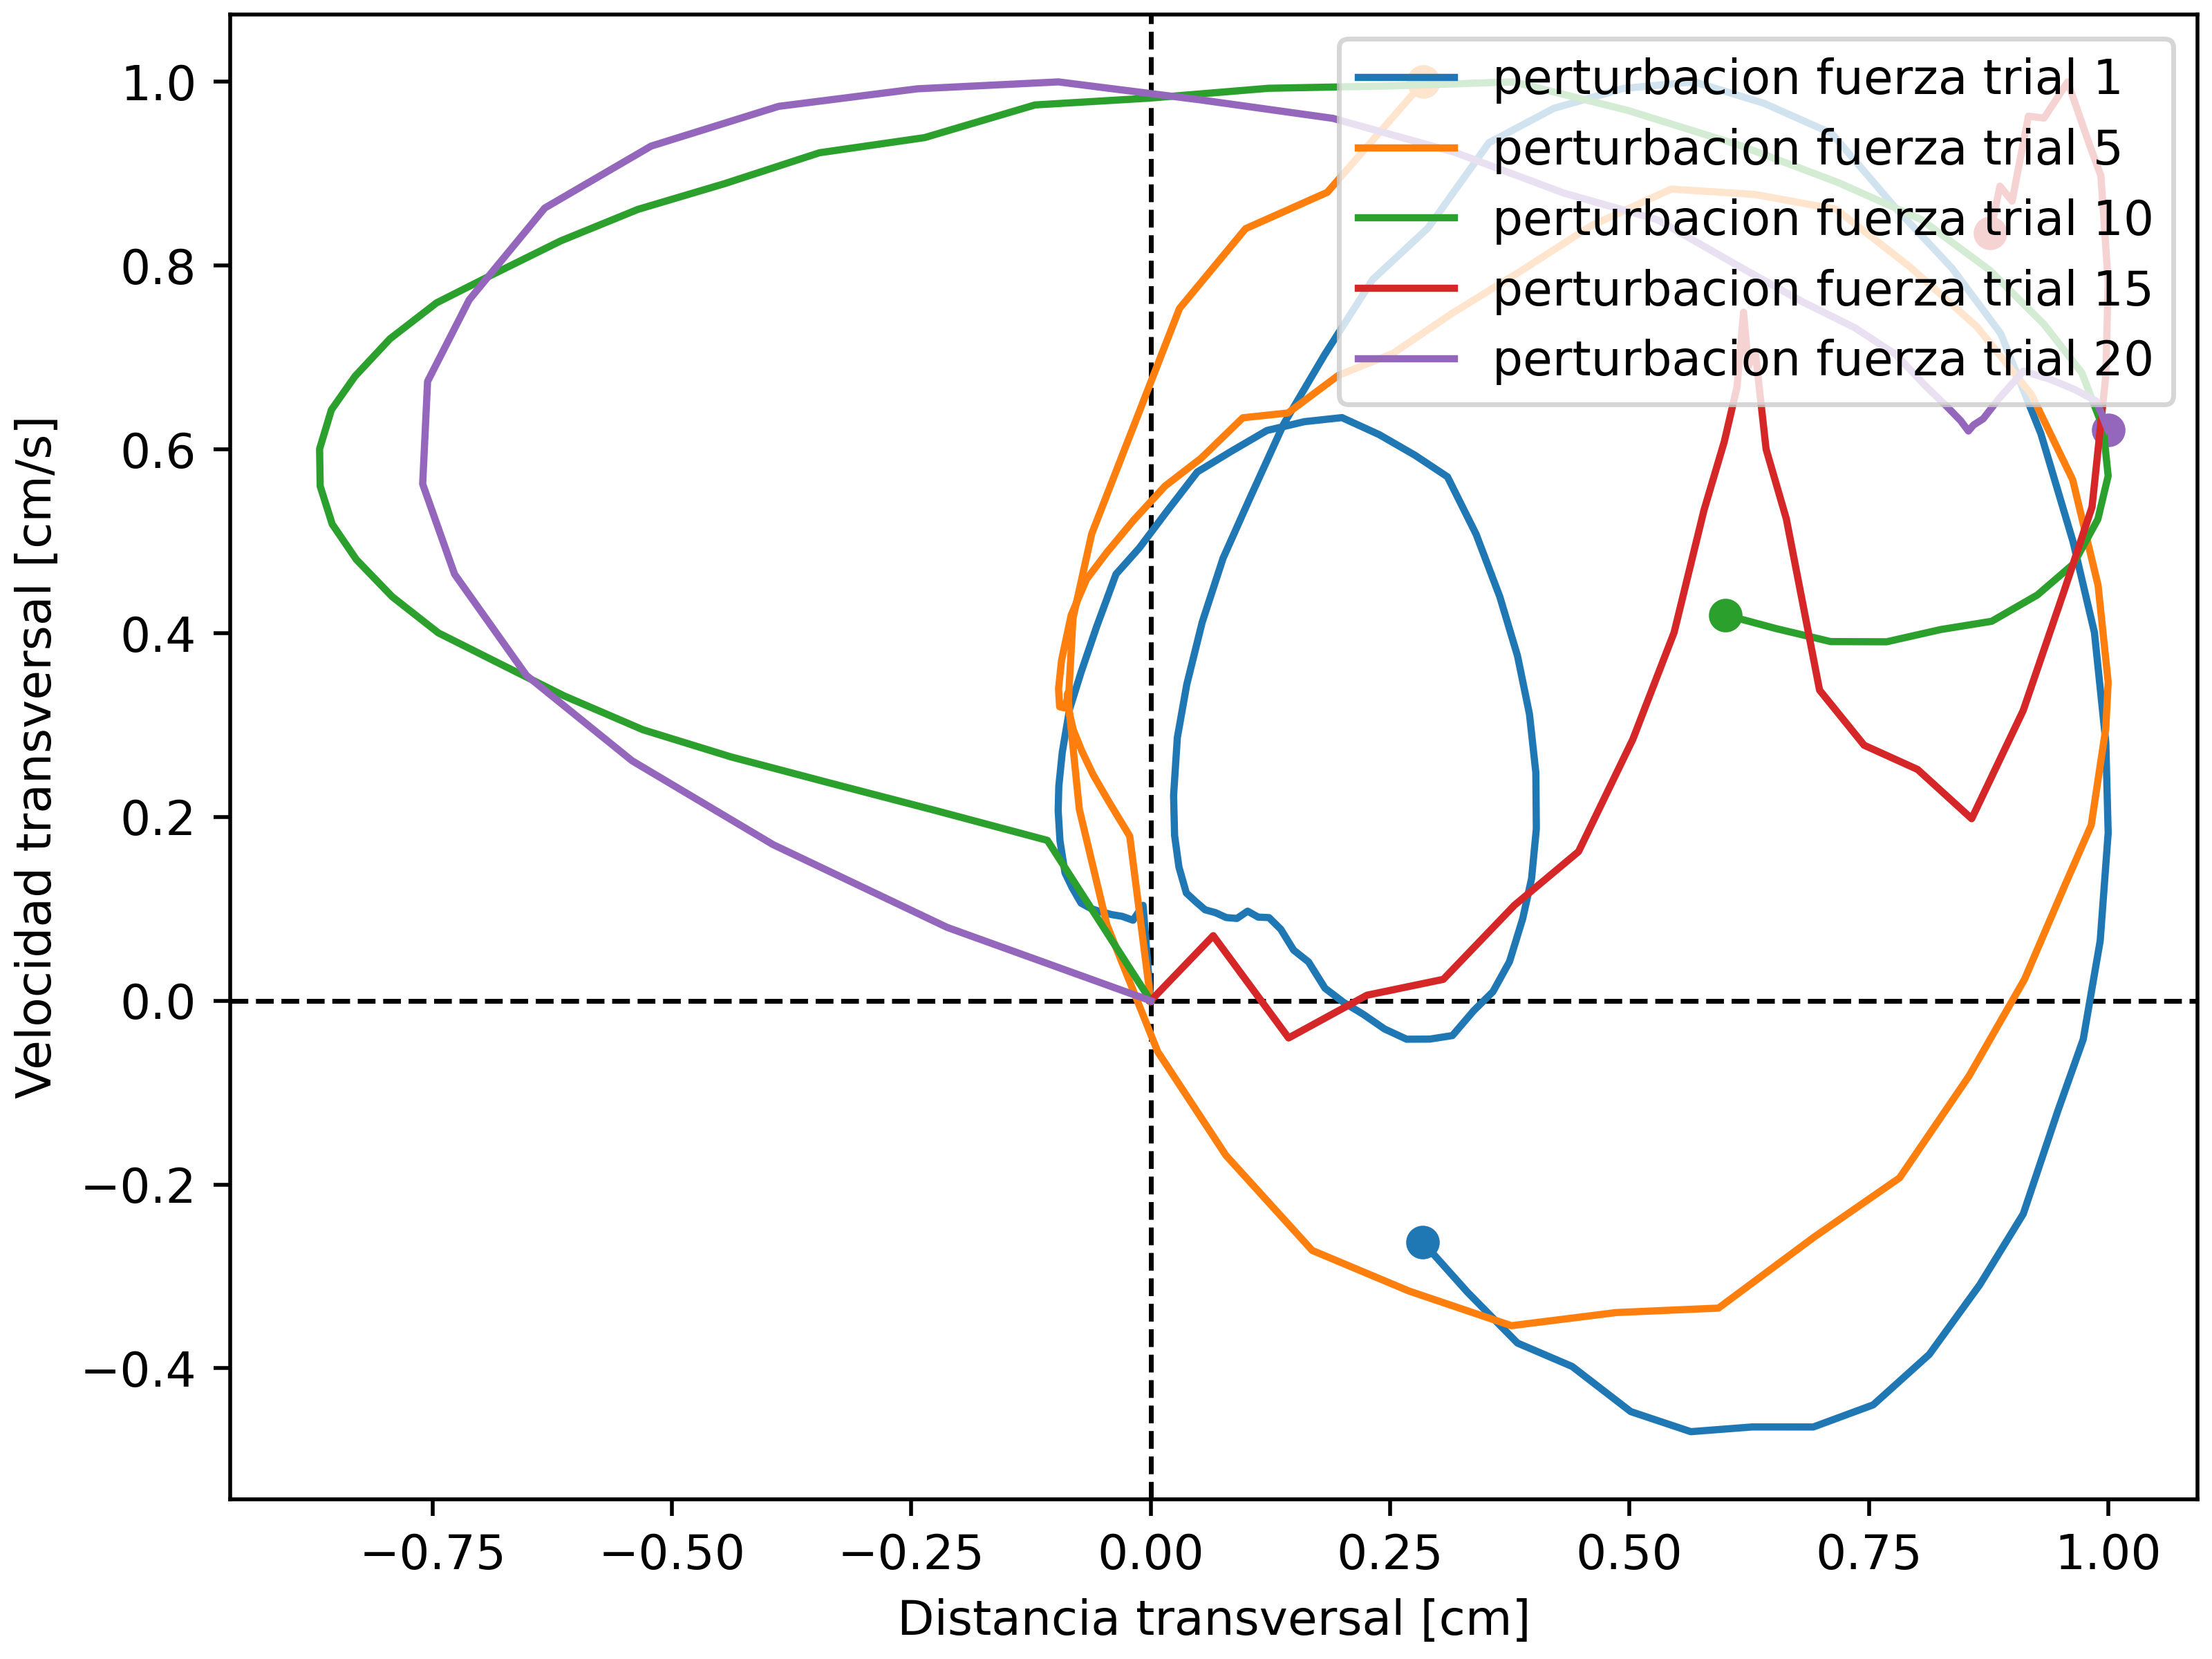 perturbacion fuerza trial 1
perturbacion fuerza trial 5
perturbacion fuerza trial 10
perturbacion fuerza trial 15
perturbacion fuerza trial 20
Velocidad transversal [cm/s]
1.0
0.8
0.6
0.4
0.2
0.0
−0.2
−0.4
−0.75 −0.50 −0.25 0.00 0.25 0.50 0.75 1.00
Distancia transversal [cm]